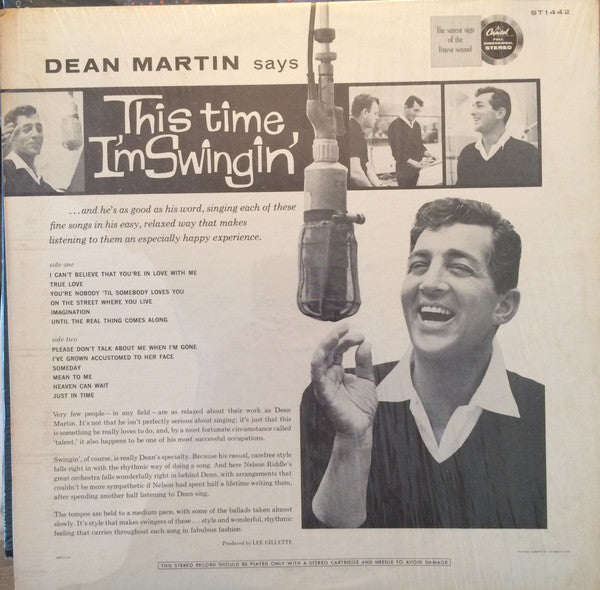 ST1442
The surest sign
of the
finest sound
Capitol
FULL
DIMENSIONAL
STEREO
DEAN MARTIN says
This time,
I'm Swingin'
...and he's as good as his word, singing each of these
fine songs in his easy, relaxed way that makes
listening to them an especially happy experience.
side one
I CAN'T BELIEVE THAT YOU'RE IN LOVE WITH ME
TRUE LOVE
YOU'RE NOBODY 'TIL SOMEBODY LOVES YOU
ON THE STREET WHERE YOU LIVE
IMAGINATION
UNTIL THE REAL THING COMES ALONG
side two
PLEASE DON'T TALK ABOUT ME WHEN I'M GONE
I'VE GROWN ACCUSTOMED TO HER FACE
SOMEDAY
MEAN TO ME
HEAVEN CAN WAIT
JUST IN TIME
Very few people – in any field – are as relaxed about their work as Dean
Martin. It's not that he isn't perfectly serious about singing; it's just that this
is something he really loves to do, and, by a most fortunate circumstance called
'talent,' it also happens to be one of his most successful occupations.
Swingin', of course, is really Dean's specialty. Because his casual, carefree style
falls right in with the rhythmic way of doing a song. And here Nelson Riddle's
great orchestra falls wonderfully right in behind Dean, with arrangements that
couldn't be more sympathetic if Nelson had spent half a lifetime writing them,
after spending another half listening to Dean sing.
The tempos are held to a medium pace, with some of the ballads taken almost
slowly. It's style that makes swingers of these...style and wonderful, rhythmic
feeling that carries throughout each song in fabulous fashion.
Produced by LEE GILLETTE
THIS STEREO RECORD SHOULD BE PLAYED ONLY WITH A STEREO CARTRIDGE AND NEEDLE TO AVOID DAMAGE